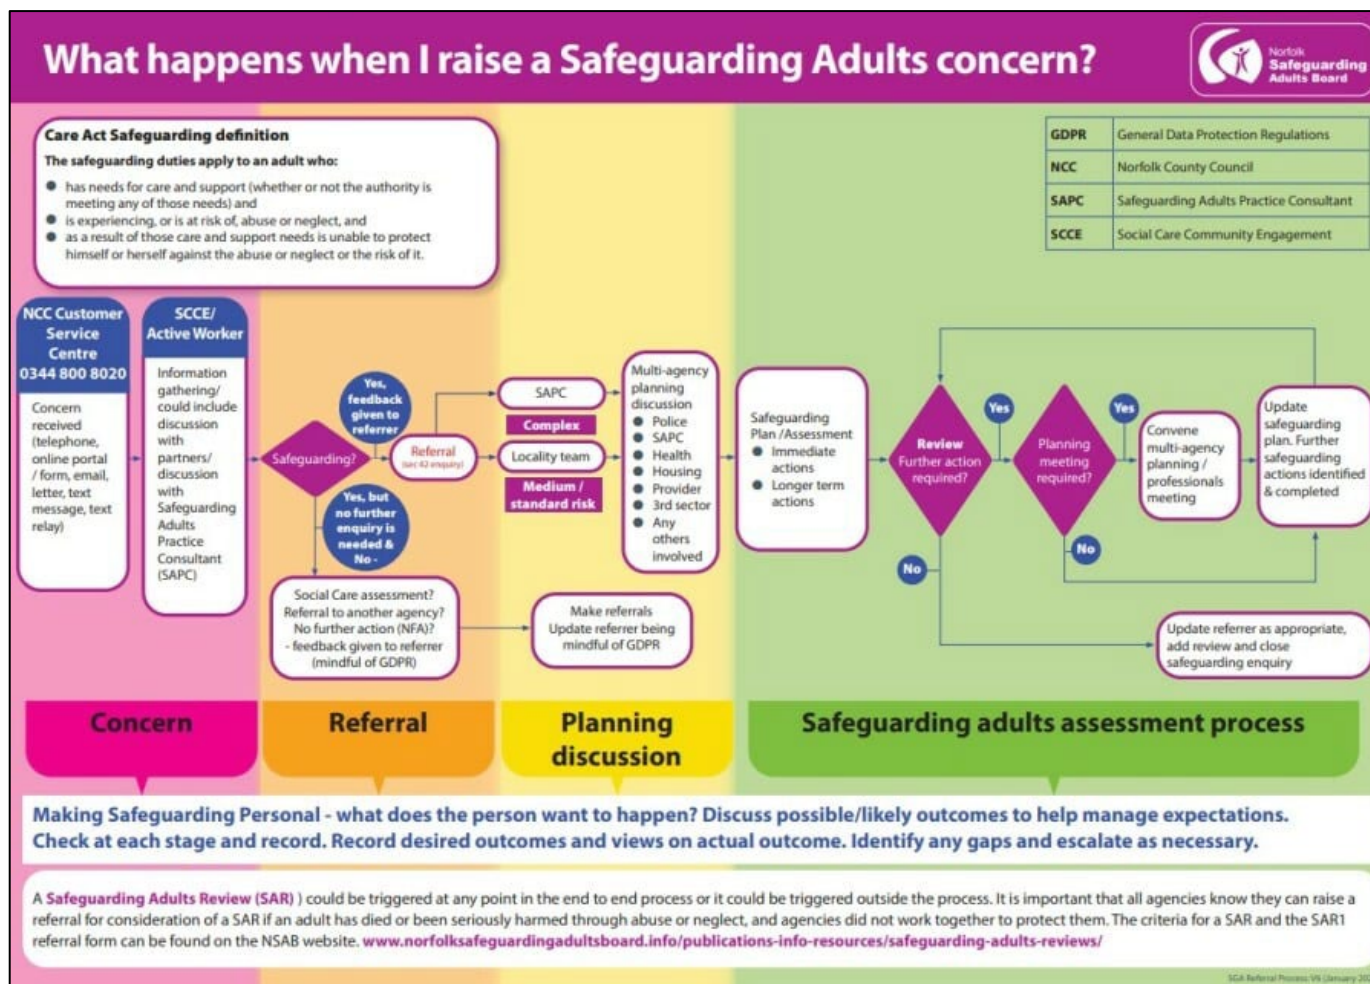 What happens when I raise a Safeguarding Adults concern?
Norfolk
Safeguarding
Adults Board
Care Act Safeguarding definition
The safeguarding duties apply to an adult who:
● has needs for care and support (whether or not the authority is
meeting any of those needs) and
● is experiencing, or is at risk of, abuse or neglect, and
● as a result of those care and support needs is unable to protect
himself or herself against the abuse or neglect or the risk of it.
GDPR General Data Protection Regulations
NCC Norfolk County Council
SAPC Safeguarding Adults Practice Consultant
SCCE Social Care Community Engagement
NCC Customer
Service
Centre
0344 800 8020
Concern
received
(telephone,
online portal
/ form, email,
letter, text
message, text
relay)
SCCE/
Active Worker
Information
gathering/
could include
discussion
with
partners/
discussion
with
Safeguarding
Adults
Practice
Consultant
(SAPC)
Safeguarding?
Yes,
feedback
given to
referrer
Yes, but
no further
enquiry is
needed &
No -
Referral
(sec 42 enquiry)
Social Care assessment?
Referral to another agency?
No further action (NFA)?
- feedback given to referrer
(mindful of GDPR)
SAPC
Complex
Locality team
Medium /
standard risk
Multi-agency
planning
discussion
● Police
● SAPC
● Health
● Housing
● Provider
● 3rd sector
● Any
others
involved
Make referrals
Update referrer being
mindful of GDPR
Safeguarding
Plan /Assessment
● Immediate
actions
● Longer term
actions
Review
Further action
required?
Yes
No
Planning
meeting
required?
Yes
No
Convene
multi-agency
planning /
professionals
meeting
Update
safeguarding
plan. Further
safeguarding
actions identified
& completed
Update referrer as appropriate,
add review and close
safeguarding enquiry
Concern
Referral
Planning
discussion
Safeguarding adults assessment process
Making Safeguarding Personal - what does the person want to happen? Discuss possible/likely outcomes to help manage expectations.
Check at each stage and record. Record desired outcomes and views on actual outcome. Identify any gaps and escalate as necessary.
A Safeguarding Adults Review (SAR) ) could be triggered at any point in the end to end process or it could be triggered outside the process. It is important that all agencies know they can raise a
referral for consideration of a SAR if an adult has died or been seriously harmed through abuse or neglect, and agencies did not work together to protect them. The criteria for a SAR and the SAR1
referral form can be found on the NSAB website. www.norfolksafeguardingadultsboard.info/publications-info-resources/safeguarding-adults-reviews/
SGA Referral Process V6 (January